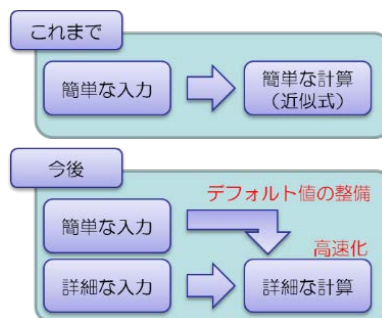 これまで
簡単な入力
簡単な計算
(近似式)
今後
デフォルト値の整備
簡単な入力
高速化
詳細な入力
詳細な計算